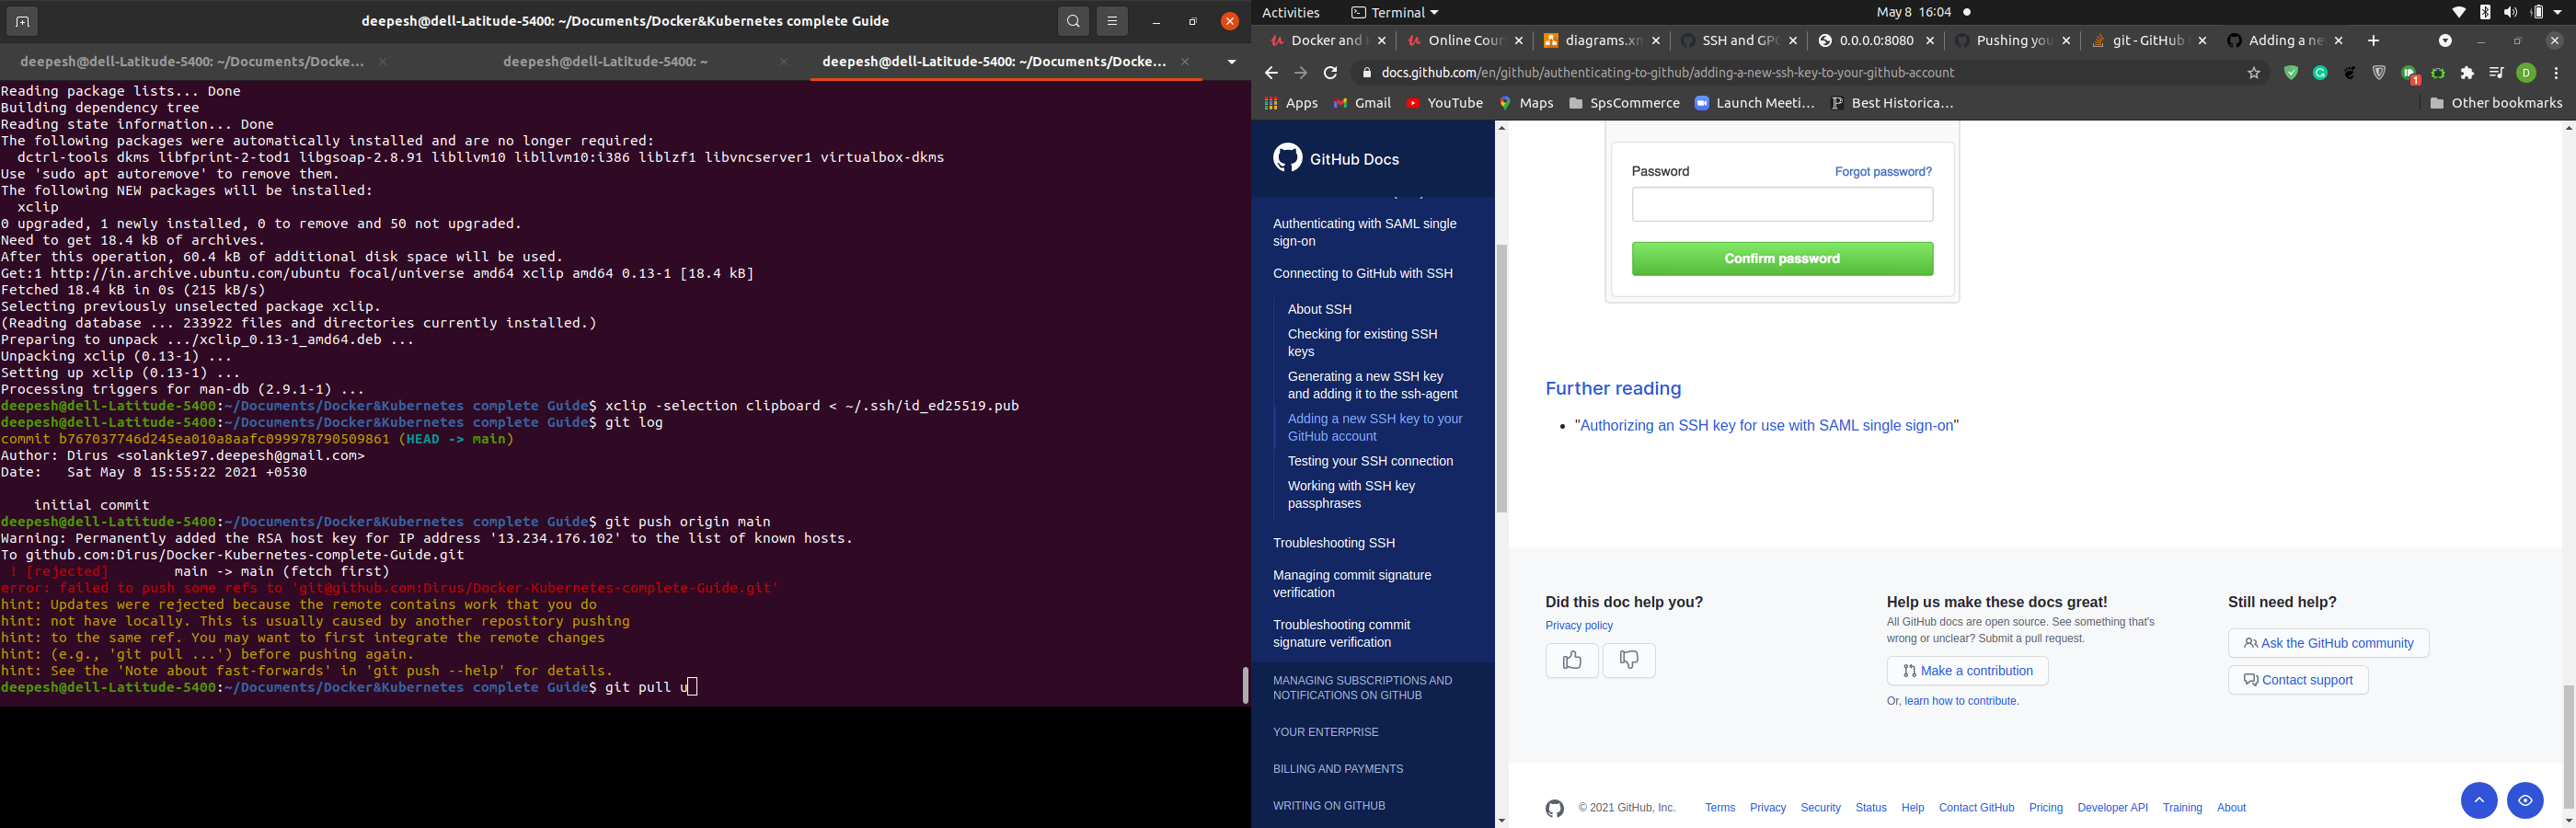 deepesh@dell-Latitude-5400: ~/Documents/Docker&Kubernetes complete Guide
deepesh@dell-Latitude-5400: ~/Documents/Docke...
deepesh@dell-Latitude-5400: ~
deepesh@dell-Latitude-5400: ~/Documents/Docke...
Reading package lists... Done
Building dependency tree
Reading state information... Done
The following packages were automatically installed and are no longer required:
  dctrl-tools dkms libfprint-2-tod1 libgsoap-2.8.91 libllvm10 libllvm10:i386 liblzf1 libvncserver1 virtualbox-dkms
Use 'sudo apt autoremove' to remove them.
The following NEW packages will be installed:
  xclip
0 upgraded, 1 newly installed, 0 to remove and 50 not upgraded.
Need to get 18.4 kB of archives.
After this operation, 60.4 kB of additional disk space will be used.
Get:1 http://in.archive.ubuntu.com/ubuntu focal/universe amd64 xclip amd64 0.13-1 [18.4 kB]
Fetched 18.4 kB in 0s (215 kB/s)
Selecting previously unselected package xclip.
(Reading database ... 233922 files and directories currently installed.)
Preparing to unpack .../xclip_0.13-1_amd64.deb ...
Unpacking xclip (0.13-1) ...
Setting up xclip (0.13-1) ...
Processing triggers for man-db (2.9.1-1) ...
deepesh@dell-Latitude-5400:~/Documents/Docker&Kubernetes complete Guide$ xclip -selection clipboard < ~/.ssh/id_ed25519.pub
deepesh@dell-Latitude-5400:~/Documents/Docker&Kubernetes complete Guide$ git log
commit b767037746d245ea010a8aafc099978790509861 (HEAD -> main)
Author: Dirus <solankie97.deepesh@gmail.com>
Date:   Sat May 8 15:55:22 2021 +0530
    initial commit
deepesh@dell-Latitude-5400:~/Documents/Docker&Kubernetes complete Guide$ git push origin main
Warning: Permanently added the RSA host key for IP address '13.234.176.102' to the list of known hosts.
To github.com:Dirus/Docker-Kubernetes-complete-Guide.git
 ! [rejected]        main -> main (fetch first)
error: failed to push some refs to 'git@github.com:Dirus/Docker-Kubernetes-complete-Guide.git'
hint: Updates were rejected because the remote contains work that you do
hint: not have locally. This is usually caused by another repository pushing
hint: to the same ref. You may want to first integrate the remote changes
hint: (e.g., 'git pull ...') before pushing again.
hint: See the 'Note about fast-forwards' in 'git push --help' for details.
deepesh@dell-Latitude-5400:~/Documents/Docker&Kubernetes complete Guide$ git pull u
Activities Terminal May 8 16:04
Docker and
Online Cour
diagrams.xm
SSH and GPG
0.0.0.0:8080
Pushing you
git - GitHub
Adding a ne
docs.github.com/en/github/authenticating-to-github/adding-a-new-ssh-key-to-your-github-account
D
1
Apps Gmail YouTube Maps SpsCommerce Launch Meeti... Best Historica... Other bookmarks
GitHub Docs
Authenticating with SAML single
sign-on
Connecting to GitHub with SSH
About SSH
Checking for existing SSH
keys
Generating a new SSH key
and adding it to the ssh-agent
Adding a new SSH key to your
GitHub account
Testing your SSH connection
Working with SSH key
passphrases
Troubleshooting SSH
Managing commit signature
verification
Troubleshooting commit
signature verification
MANAGING SUBSCRIPTIONS AND
NOTIFICATIONS ON GITHUB
YOUR ENTERPRISE
BILLING AND PAYMENTS
WRITING ON GITHUB
Password Forgot password?
Confirm password
Further reading
"Authorizing an SSH key for use with SAML single sign-on"
Did this doc help you?
Privacy policy
Help us make these docs great!
All GitHub docs are open source. See something that's
wrong or unclear? Submit a pull request.
Make a contribution
Or, learn how to contribute.
Still need help?
Ask the GitHub community
Contact support
© 2021 GitHub, Inc. Terms Privacy Security Status Help Contact GitHub Pricing Developer API Training About